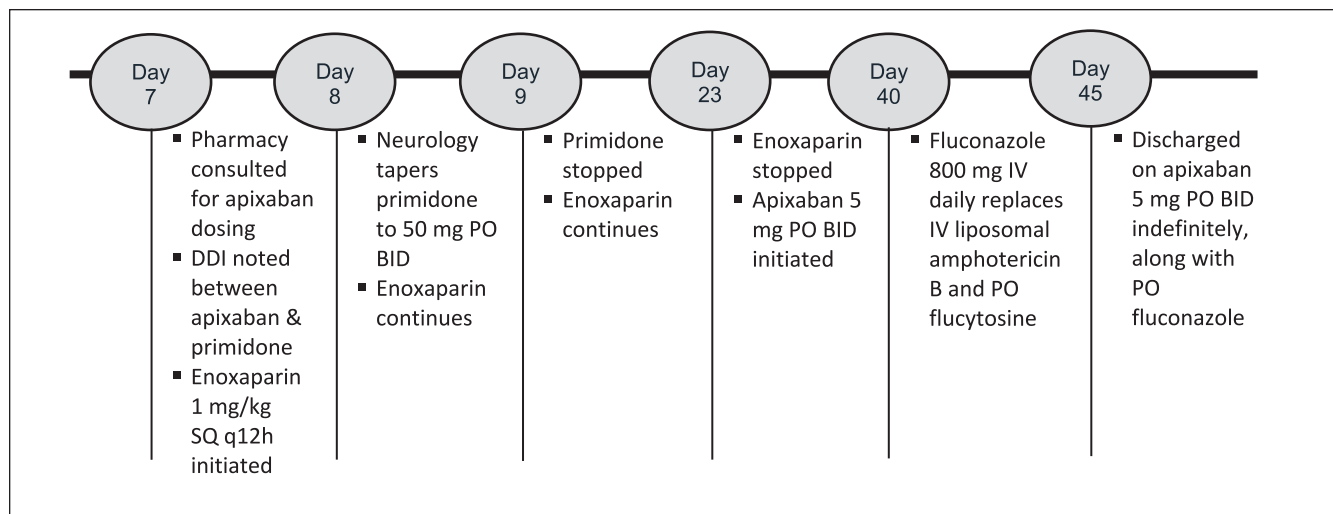 Day
7
Day
8
Day
9
Day
23
Day
40
Day
45
▪ Pharmacy
consulted
for apixaban
dosing
▪ DDI noted
between
apixaban &
primidone
▪ Enoxaparin
1 mg/kg
SQ q12h
initiated
▪ Neurology
tapers
primidone
to 50 mg PO
BID
▪ Enoxaparin
continues
▪ Primidone
stopped
▪ Enoxaparin
continues
▪ Enoxaparin
stopped
▪ Apixaban 5
mg PO BID
initiated
▪ Fluconazole
800 mg IV
daily replaces
IV liposomal
amphotericin
B and PO
flucytosine
▪ Discharged
on apixaban
5 mg PO BID
indefinitely,
along with
PO
fluconazole